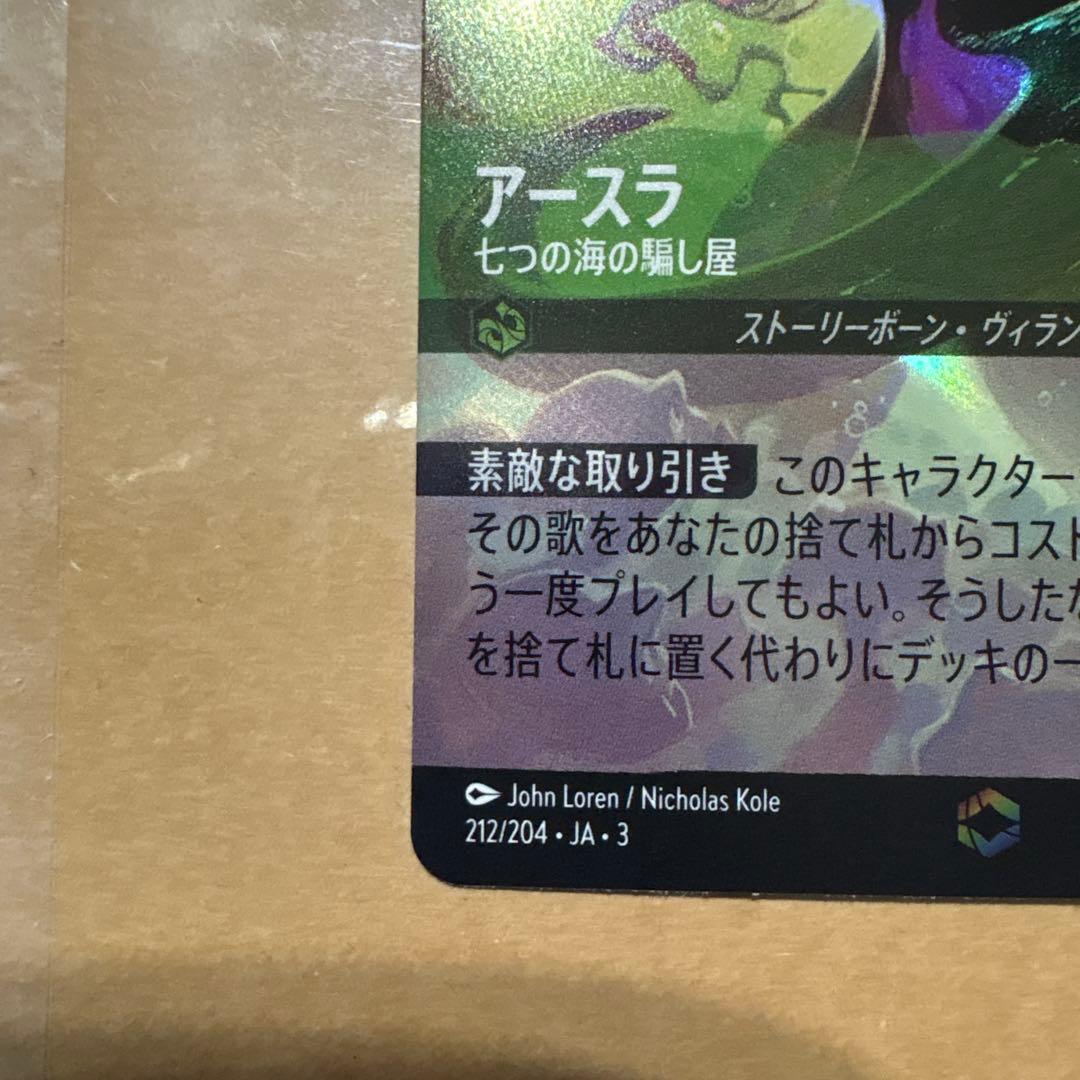 アースラ
七つの海の騙し屋
ストーリーボーン・ヴィラン
素敵な取り引き このキャラクター
その歌をあなたの捨て札からコスト
う一度プレイしてもよい。そうしたな
を捨て札に置く代わりにデッキの一
John Loren / Nicholas Kole
212/204 • JA • 3